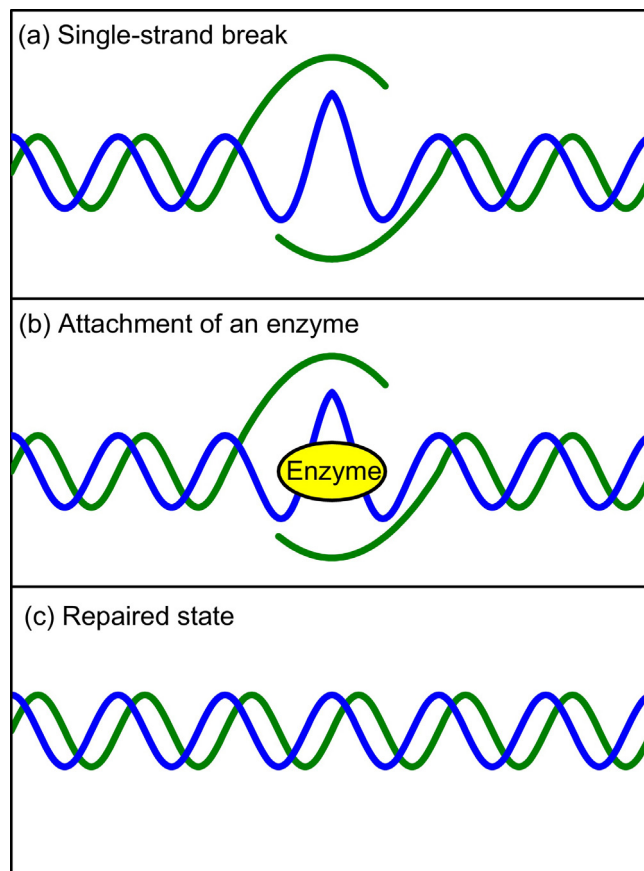 (a) Single-strand break
(b) Attachment of an enzyme
Enzyme
(c) Repaired state